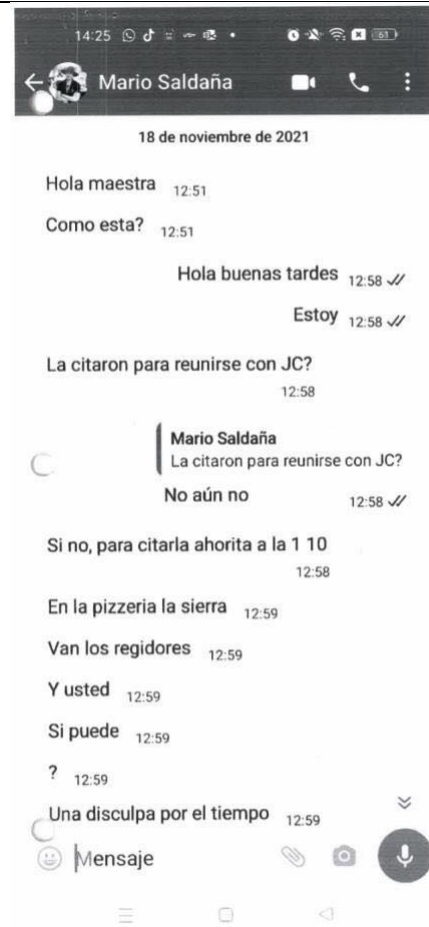 14:25
61
Mario Saldaña
18 de noviembre de 2021
Hola maestra 12:51
Como esta? 12:51
Hola buenas tardes 12:58
Estoy 12:58
La citaron para reunirse con JC?
12:58
Mario Saldaña
La citaron para reunirse con JC?
No aún no 12:58
Si no, para citarla ahorita a la 1 10
12:58
En la pizzeria la sierra 12:59
Van los regidores 12:59
Y usted 12:59
Si puede 12:59
? 12:59
Una disculpa por el tiempo 12:59
Mensaje